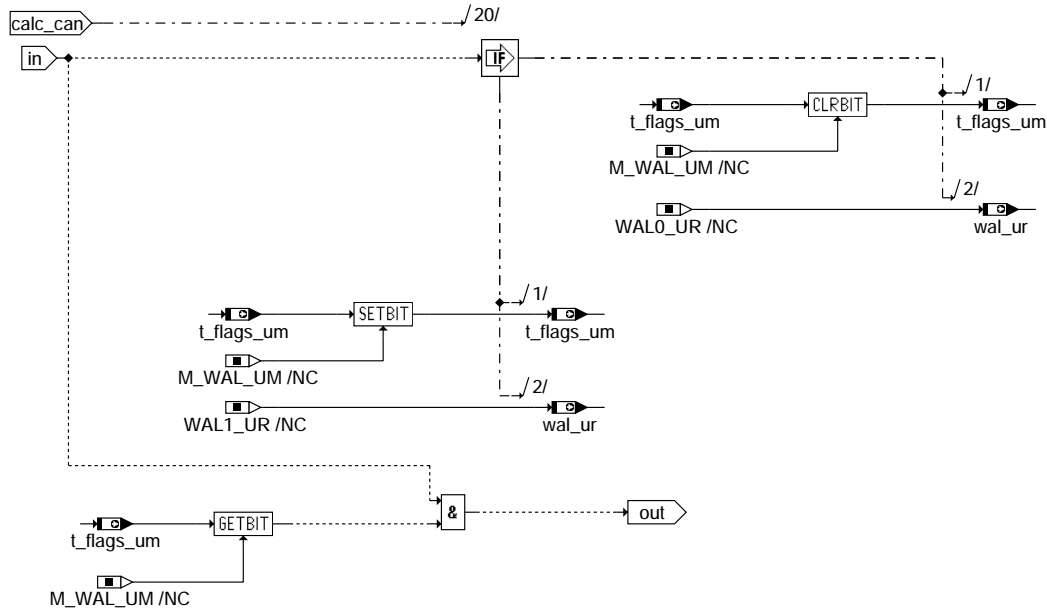 calc_can
/20/
in
IF
/1/
t_flags_um
CLRBIT
t_flags_um
M_WAL_UM /NC
/2/
WAL0_UR /NC
wal_ur
/1/
t_flags_um
SETBIT
t_flags_um
M_WAL_UM /NC
/2/
WAL1_UR /NC
wal_ur
&
out
t_flags_um
GETBIT
M_WAL_UM /NC